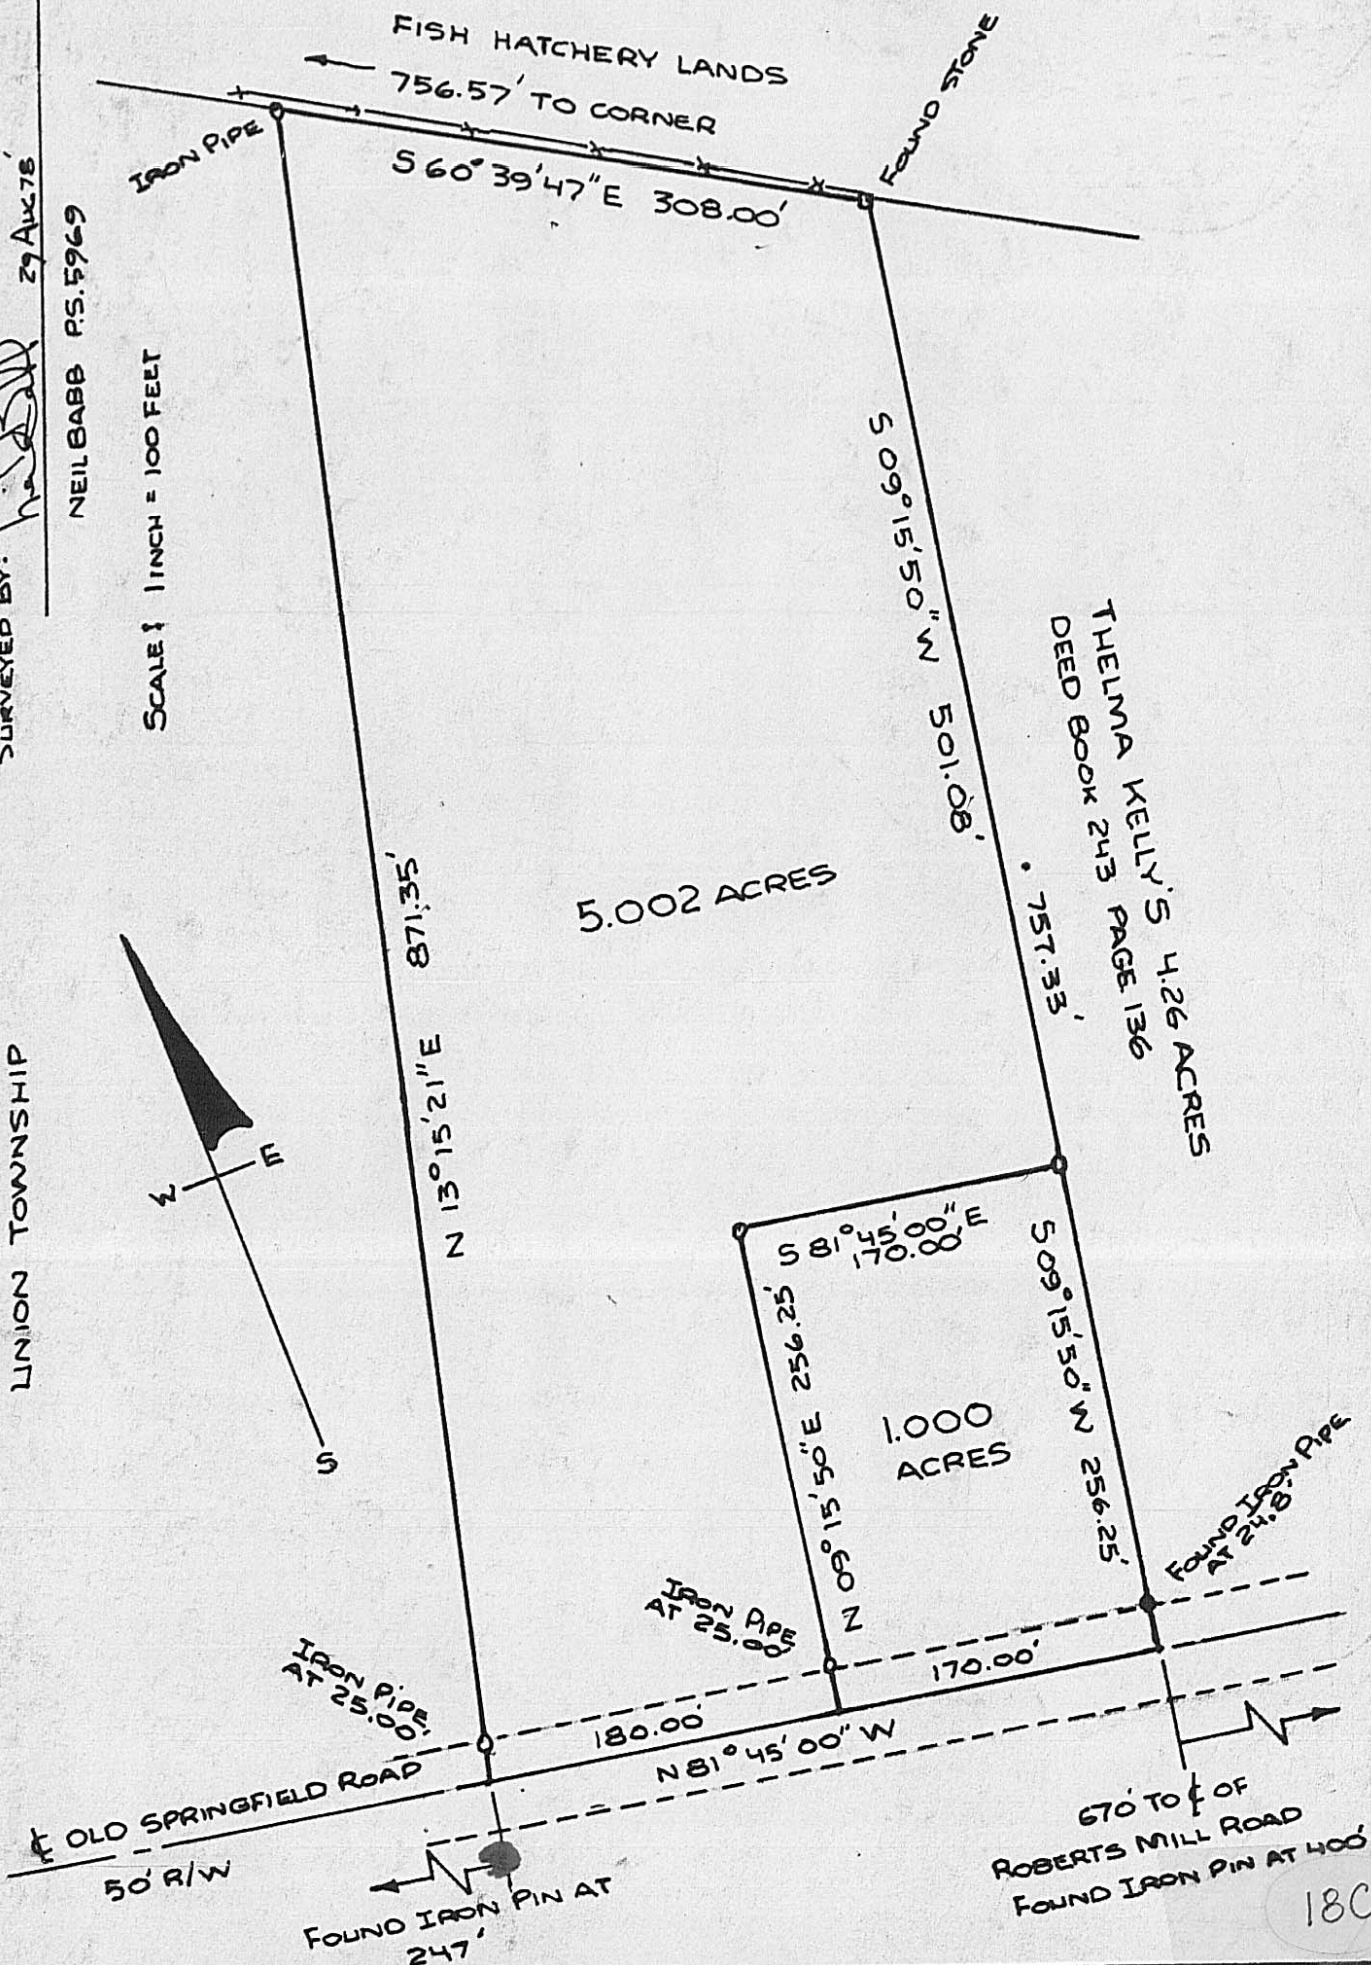 FISH HATCHERY LANDS
756.57' TO CORNER
FOUND STONE
IRON PIPE
S 60° 39' 47" E 308.00'
SURVEYED BY:
29 AUG 78'
NEIL BABB P.S. 5969
SCALE: 1 INCH = 100 FEET
UNION TOWNSHIP
S 09° 15' 50" W 501.08'
757.33'
THELMA KELLY'S 4.26 ACRES
DEED BOOK 243 PAGE 136
N 13° 15' 21" E 871.35'
5.002 ACRES
W
E
S
S 81° 45' 00" E
170.00'
N 09° 15' 50" E 256.25'
1.000
ACRES
S 09° 15' 50" W 256.25'
FOUND IRON PIPE
AT 24.8'
IRON PIPE
AT 25.00'
IRON PIPE
AT 25.00'
180.00'
170.00'
N 81° 45' 00" W
℄ OLD SPRINGFIELD ROAD
50' R/W
FOUND IRON PIN AT
247'
670' TO ℄ OF
ROBERTS MILL ROAD
FOUND IRON PIN AT 400'